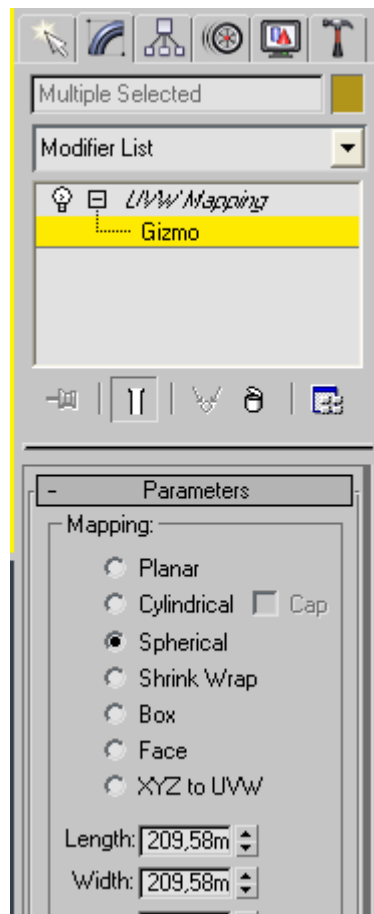 Multiple Selected
Modifier List
UVW Mapping
Gizmo
- Parameters
Mapping:
Planar
Cylindrical Cap
Spherical
Shrink Wrap
Box
Face
XYZ to UVW
Length: 209,58m
Width: 209,58m